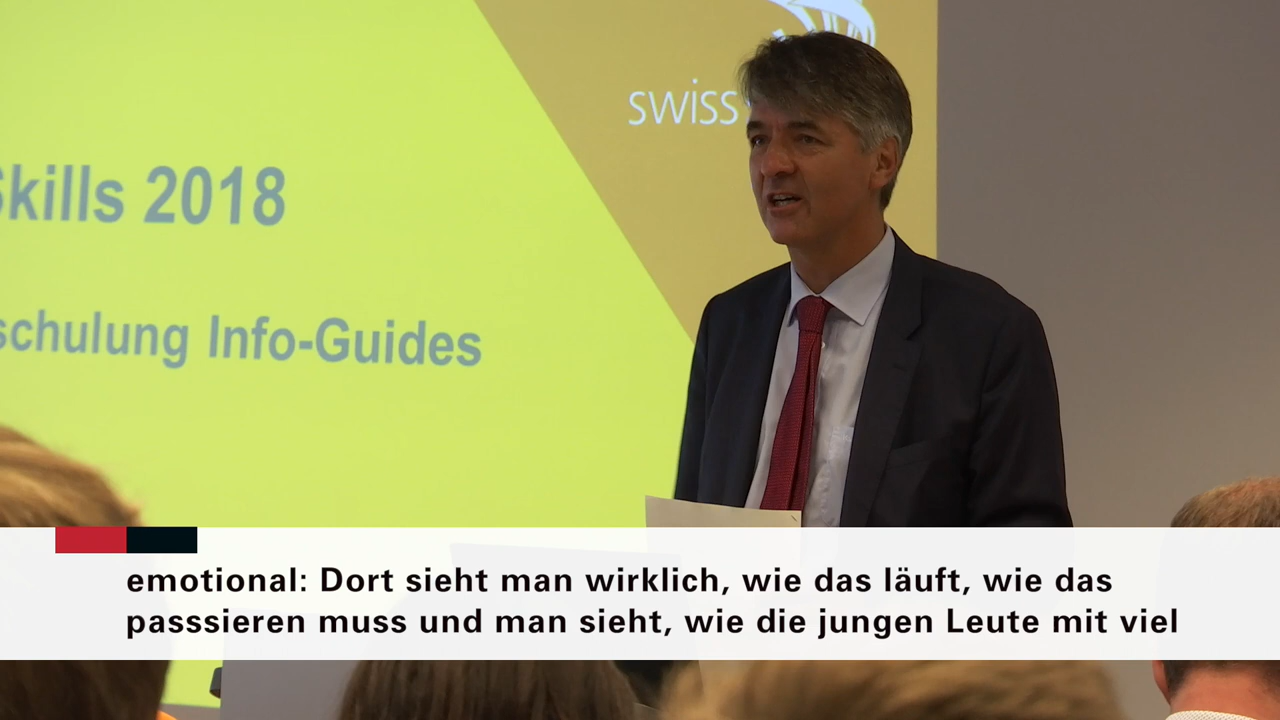 swiss
Skills 2018
schulung Info-Guides
emotional: Dort sieht man wirklich, wie das läuft, wie das
passsieren muss und man sieht, wie die jungen Leute mit viel